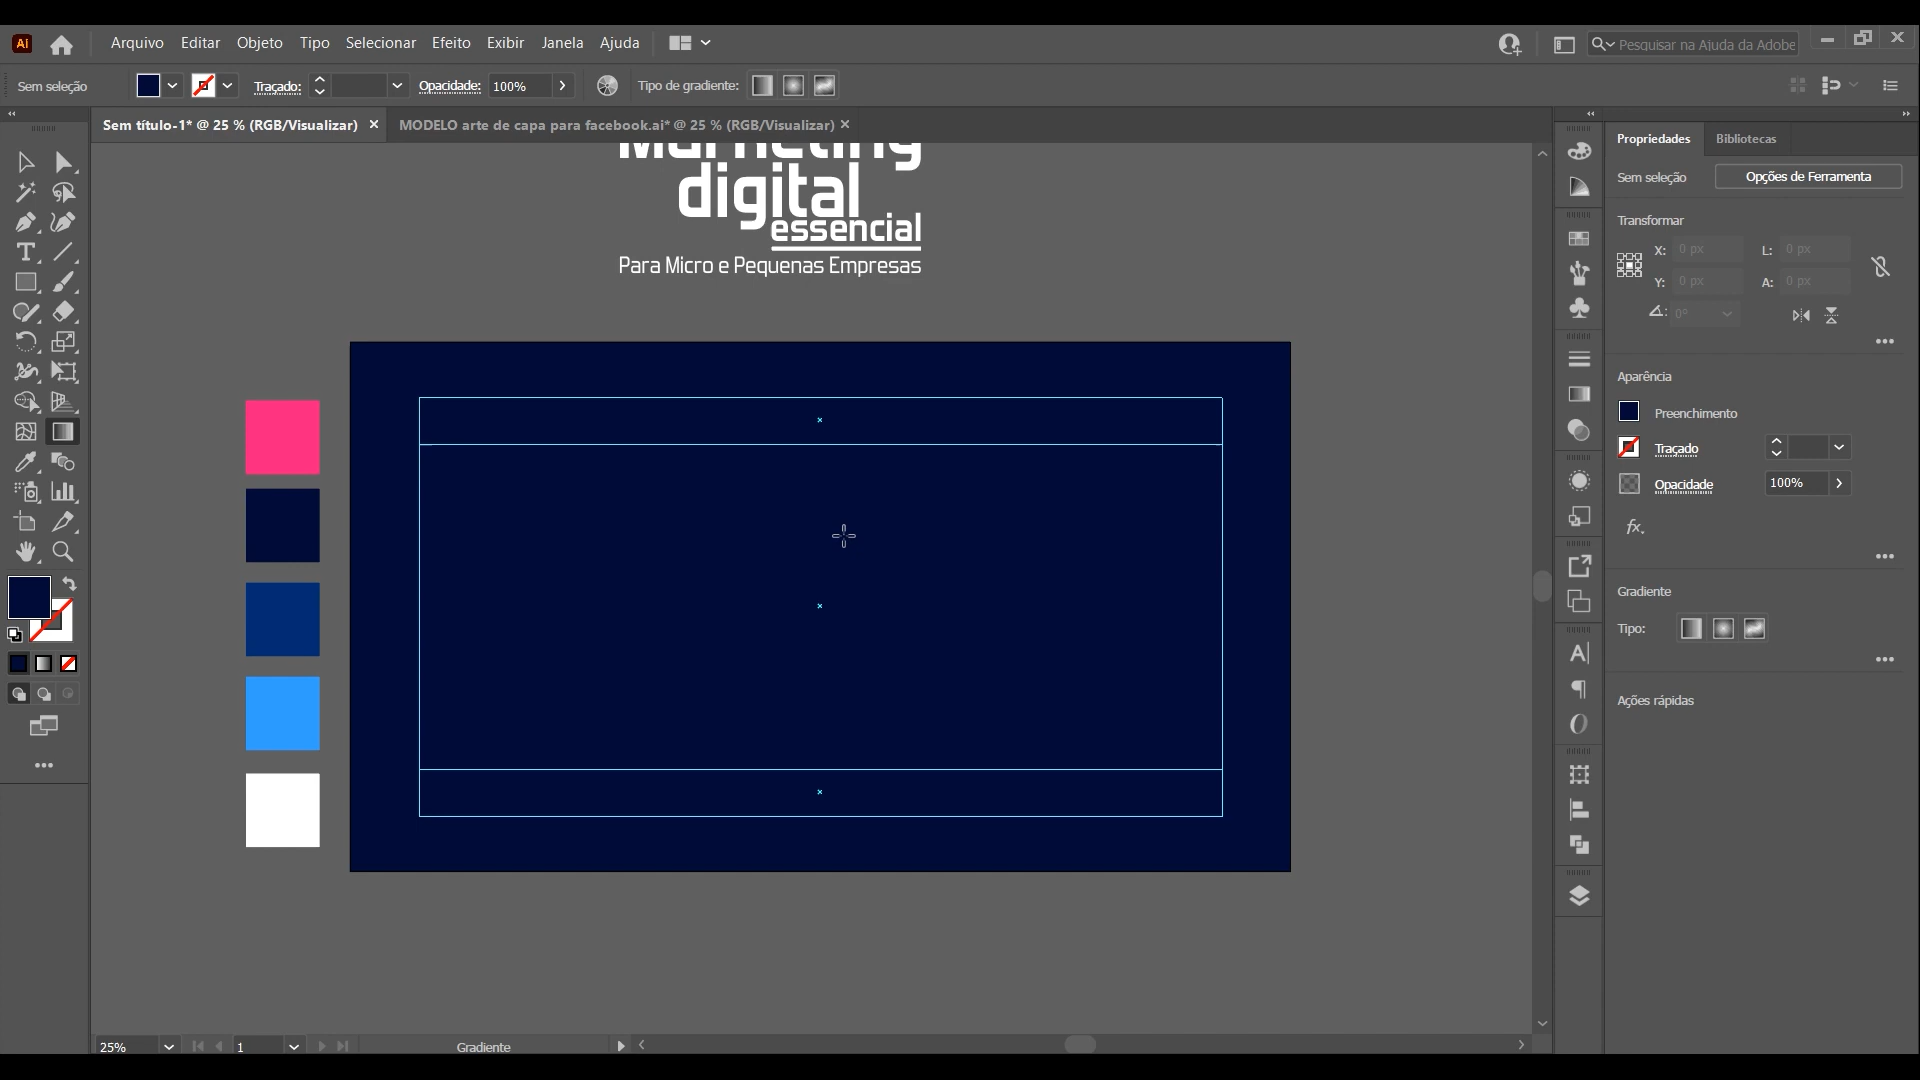 Ai
Arquivo Editar Objeto Tipo Selecionar Efeito Exibir Janela Ajuda
Pesquisar na Ajuda da Adobe
Sem seleção
Traçado:
Opacidade: 100%
Tipo de gradiente:
Sem título-1* @ 25 % (RGB/Visualizar) ×
MODELO arte de capa para facebook.ai* @ 25 % (RGB/Visualizar) ×
Marketing
digital
essencial
Para Micro e Pequenas Empresas
Propriedades Bibliotecas
Sem seleção Opções de Ferramenta
Transformar
X: 0 px L: 0 px
Y: 0 px A: 0 px
0°
Aparência
Preenchimento
Traçado
Opacidade 100%
fx.
Gradiente
Tipo:
Ações rápidas
25% 1 Gradiente